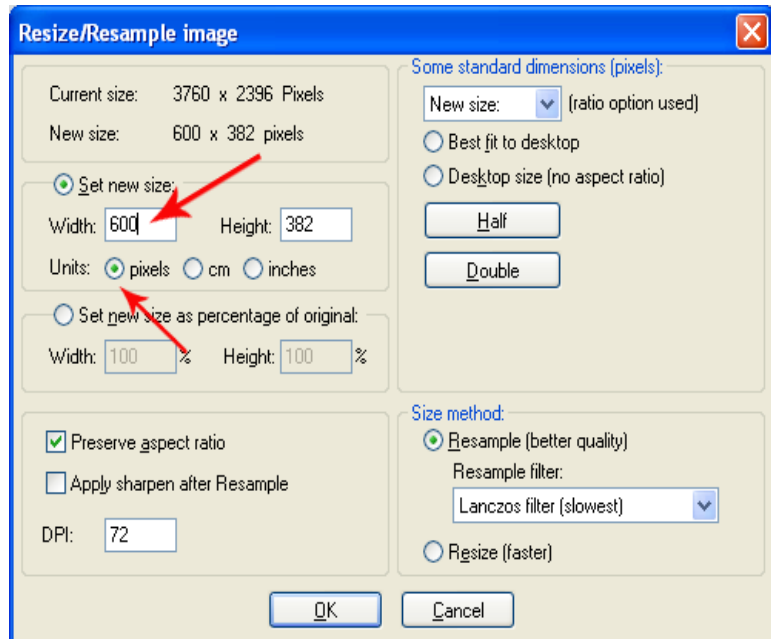 Resize/Resample image
Current size: 3760 x 2396 Pixels
New size: 600 x 382 pixels
Set new size:
Width: 600 Height: 382
Units: pixels cm inches
Set new size as percentage of original:
Width: 100 % Height: 100 %
Preserve aspect ratio
Apply sharpen after Resample
DPI: 72
Some standard dimensions (pixels):
New size: (ratio option used)
Best fit to desktop
Desktop size (no aspect ratio)
Half
Double
Size method:
Resample (better quality)
Resample filter:
Lanczos filter (slowest)
Resize (faster)
OK Cancel